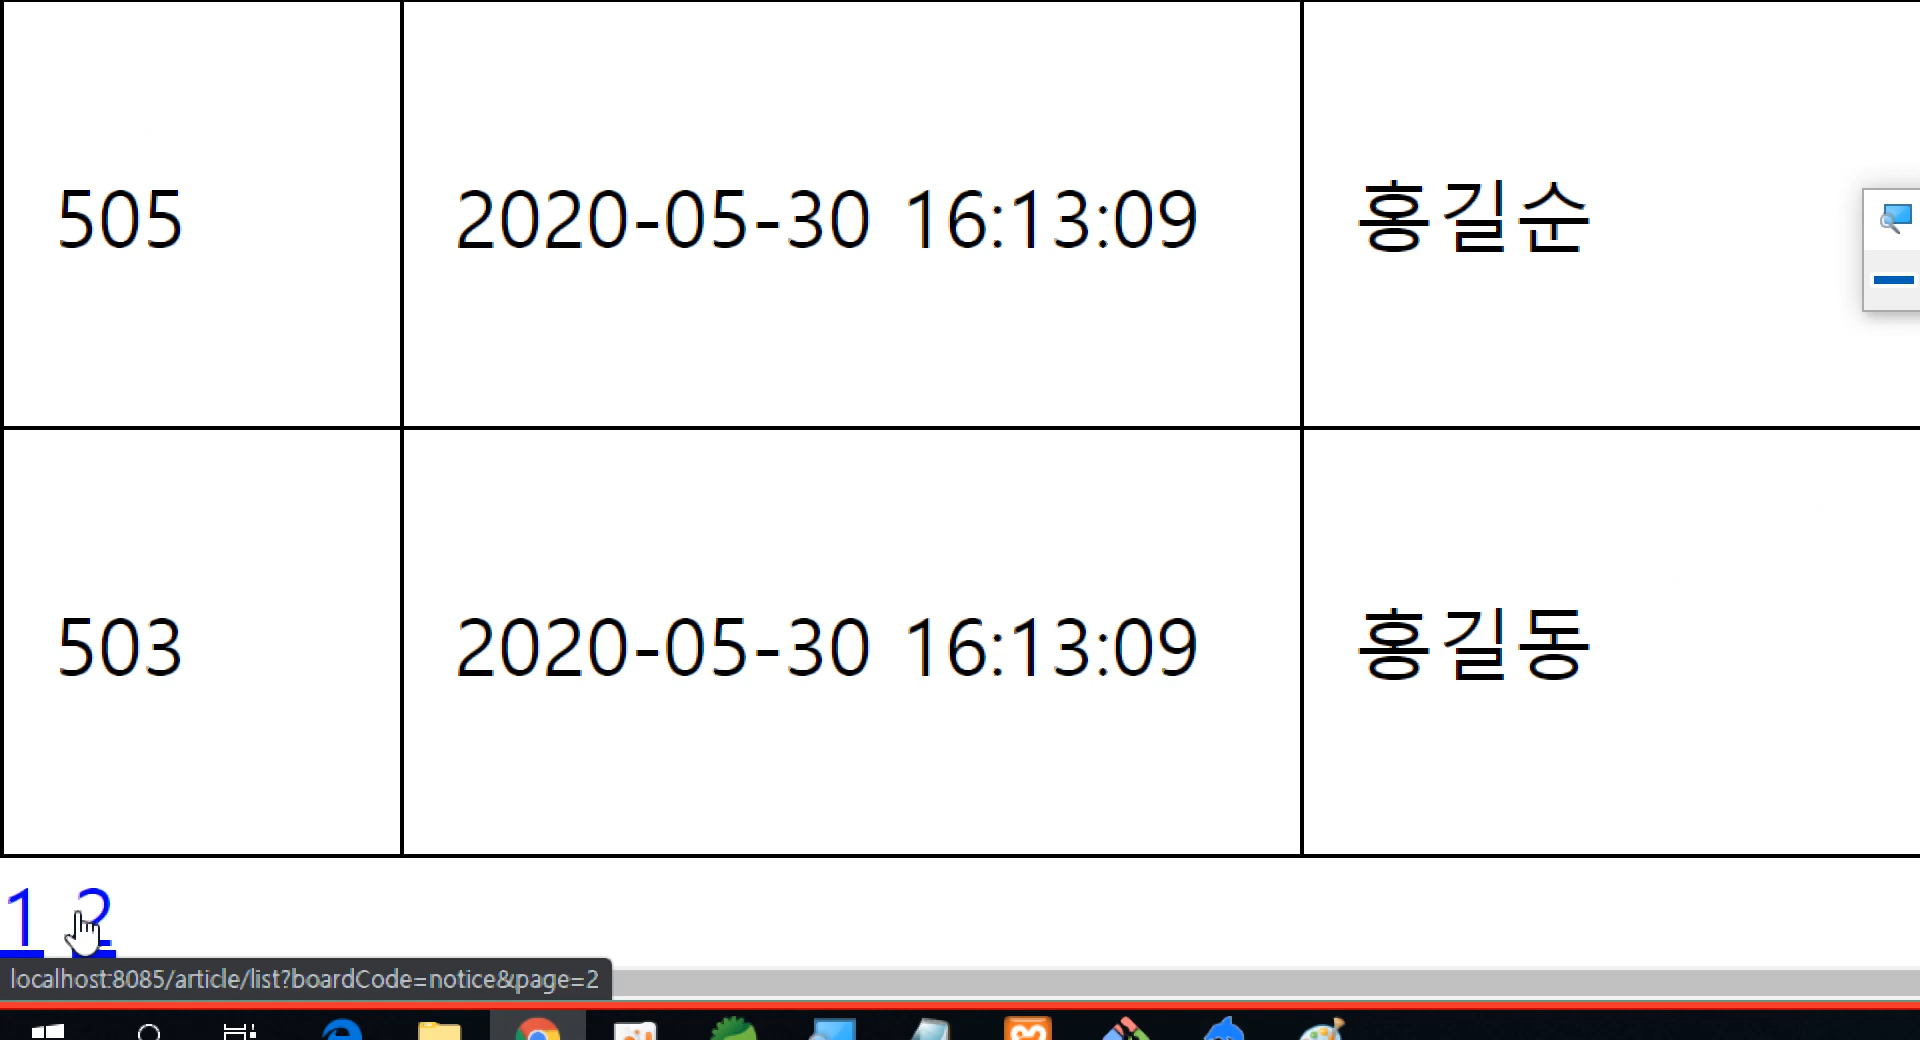 505 2020-05-30 16:13:09 홍길순
503 2020-05-30 16:13:09 홍길동
1 2
localhost:8085/article/list?boardCode=notice&page=2